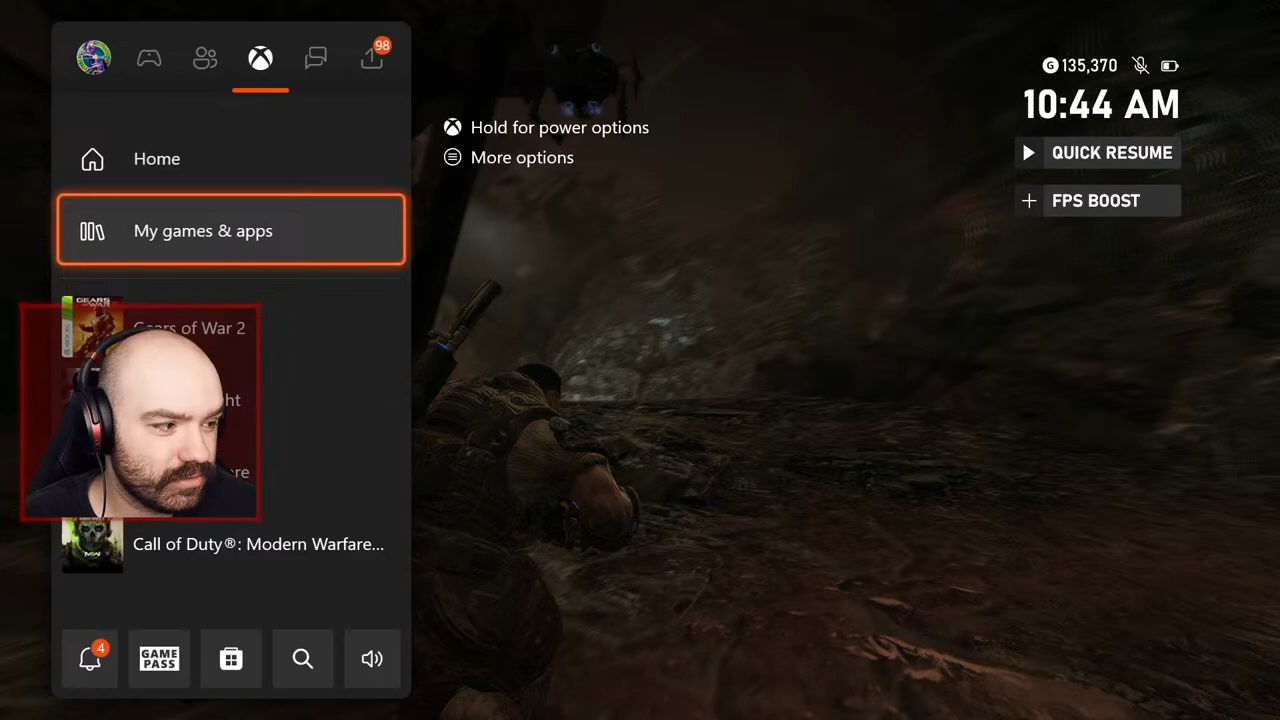 98
G 135,370
10:44 AM
Hold for power options
More options
QUICK RESUME
FPS BOOST
Home
My games & apps
GEARS
OF WAR
Gears of War 2
Call of Duty®: Modern Warfare...
4
GAME
PASS